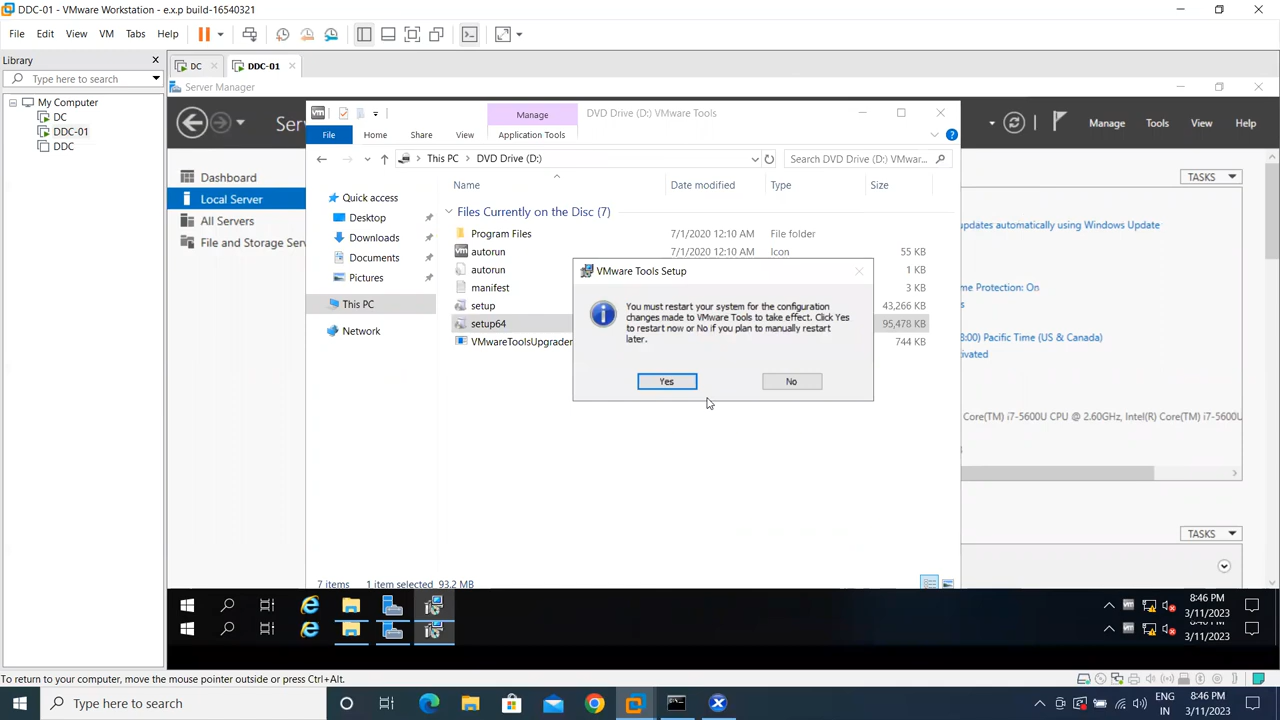 DDC-01 - VMware Workstation - e.x.p build-16540321
File Edit View VM Tabs Help
Library
Type here to search
DC
DDC-01
My Computer
DC
DDC-01
DDC
Server Manager
Manage
DVD Drive (D:) VMware Tools
File Home Share View Application Tools
This PC DVD Drive (D:)
Search DVD Drive (D:) VMwar...
Manage Tools View Help
Dashboard
Local Server
All Servers
File and Storage Serv
Quick access
Desktop
Downloads
Documents
Pictures
This PC
Network
Name Date modified Type Size
Files Currently on the Disc (7)
Program Files 7/1/2020 12:10 AM File folder
autorun 7/1/2020 12:10 AM Icon 55 KB
autorun 1 KB
manifest
setup 43,266 KB
setup64 95,478 KB
VMwareToolsUpgrader 744 KB
7 items 1 item selected 93.2 MB
VMware Tools Setup
You must restart your system for the configuration
changes made to VMware Tools to take effect. Click Yes
to restart now or No if you plan to manually restart
later.
Yes No
TASKS
updates automatically using Windows Update
me Protection: On
8:00) Pacific Time (US & Canada)
vated
Core(TM) i7-5600U CPU @ 2.60GHz, Intel(R) Core(TM) i7-5600U
TASKS
8:46 PM
3/11/2023
3/11/2023
To return to your computer, move the mouse pointer outside or press Ctrl+Alt.
Type here to search
ENG
IN
8:46 PM
3/11/2023